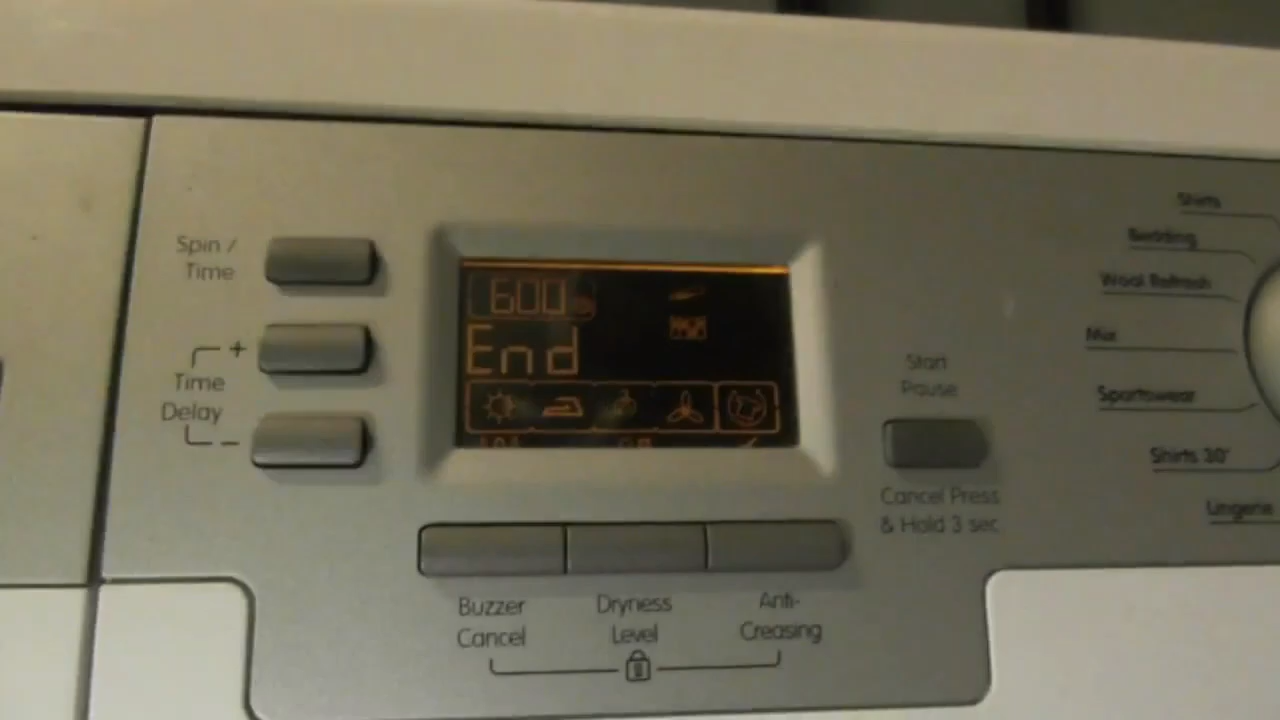 Spin /
Time
+
Time
Delay
-
600
End
Start
Pause
Cancel Press
& Hold 3 sec
Buzzer
Cancel
Dryness
Level
Anti-
Creasing
Shirts
Bedding
Wool Refresh
Mix
Sportswear
Shirts 30'
Lingerie